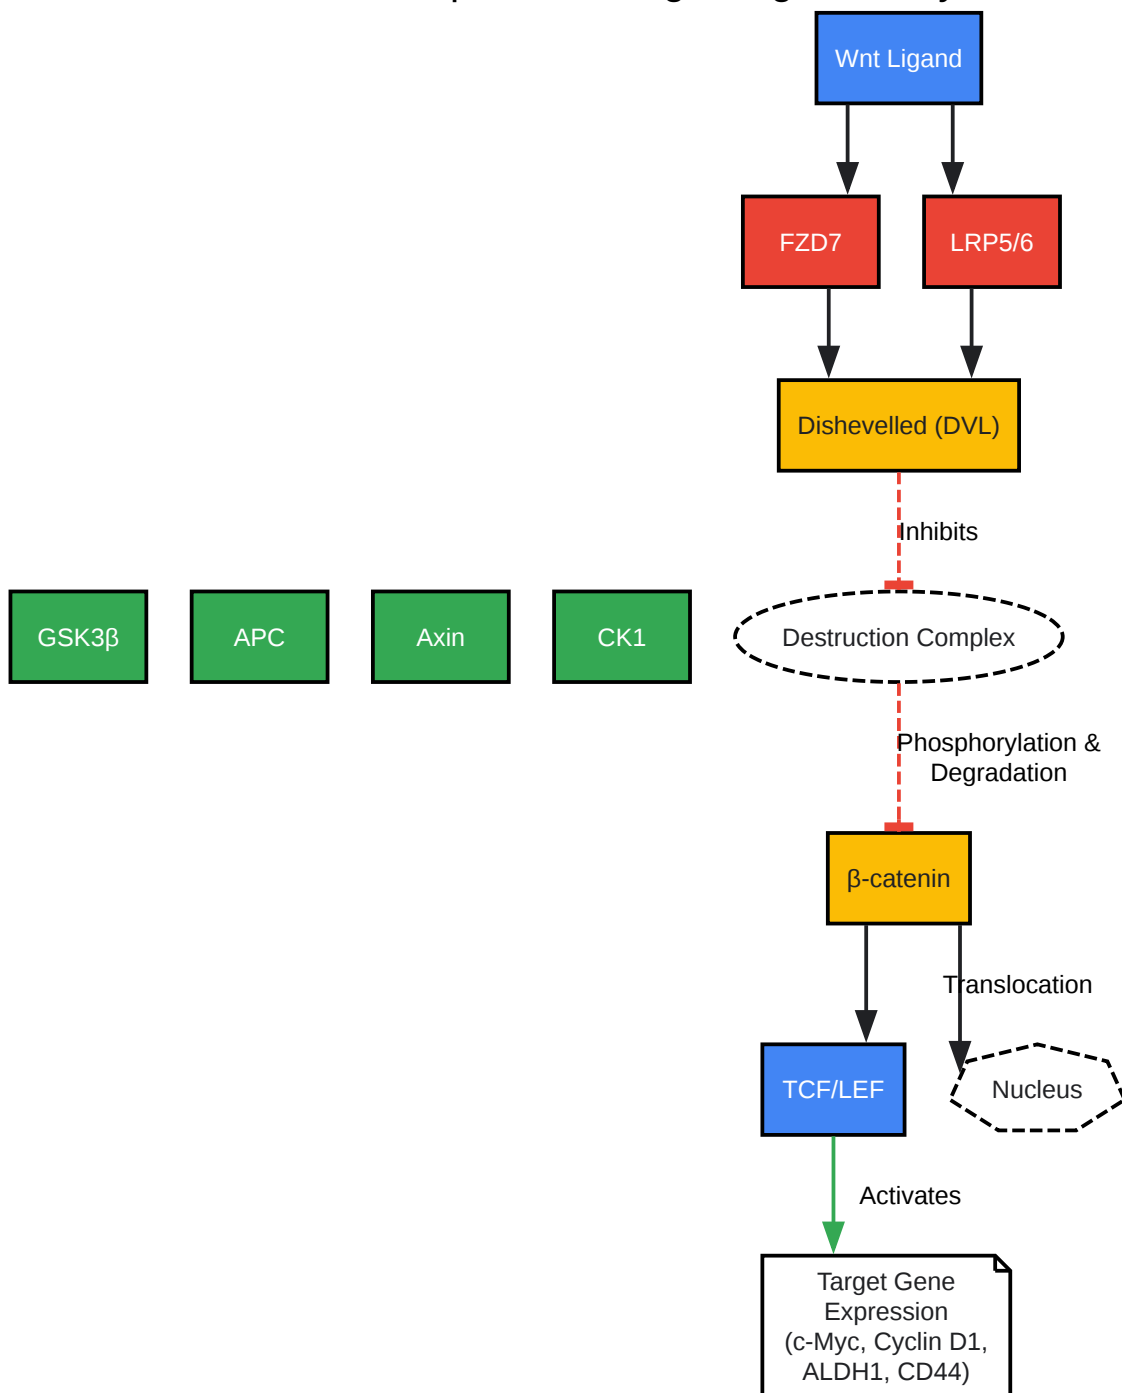 Wnt Ligand
FZD7
LRP5/6
Dishevelled (DVL)
Inhibits
GSK3β
APC
Axin
CK1
Destruction Complex
Phosphorylation &
Degradation
β-catenin
Translocation
TCF/LEF
Nucleus
Activates
Target Gene
Expression
(c-Myc, Cyclin D1,
ALDH1, CD44)